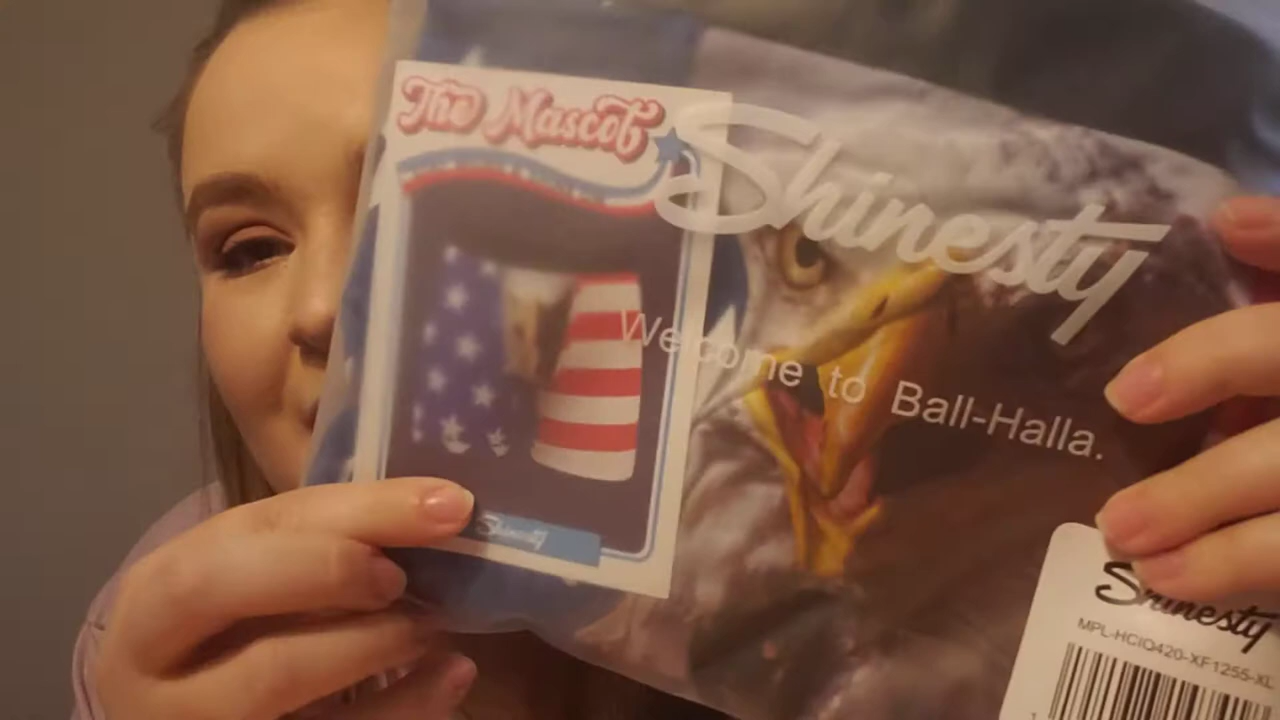 The Mascot
Shinesty
Welcome to Ball-Halla.
Shinesty
Shinesty
MPL-HCIO420-XF1255-XL